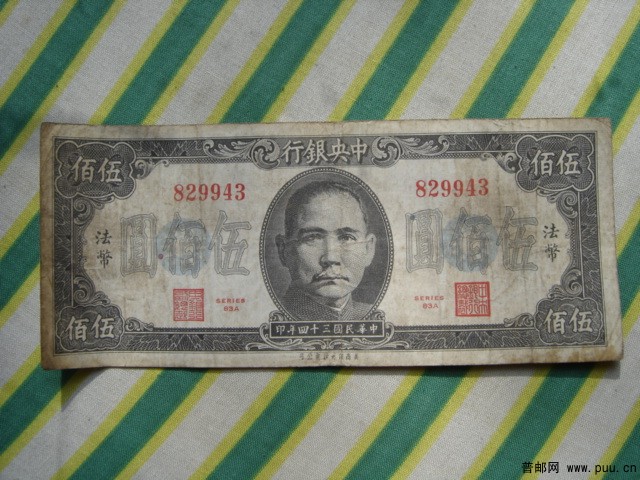 中央銀行
伍佰
伍佰
829943
829943
伍佰圓
伍佰圓
法幣
法幣
SERIES
83A
SERIES
83A
伍佰
伍佰
中華民國三十四年印
普邮网 www.puu.cn